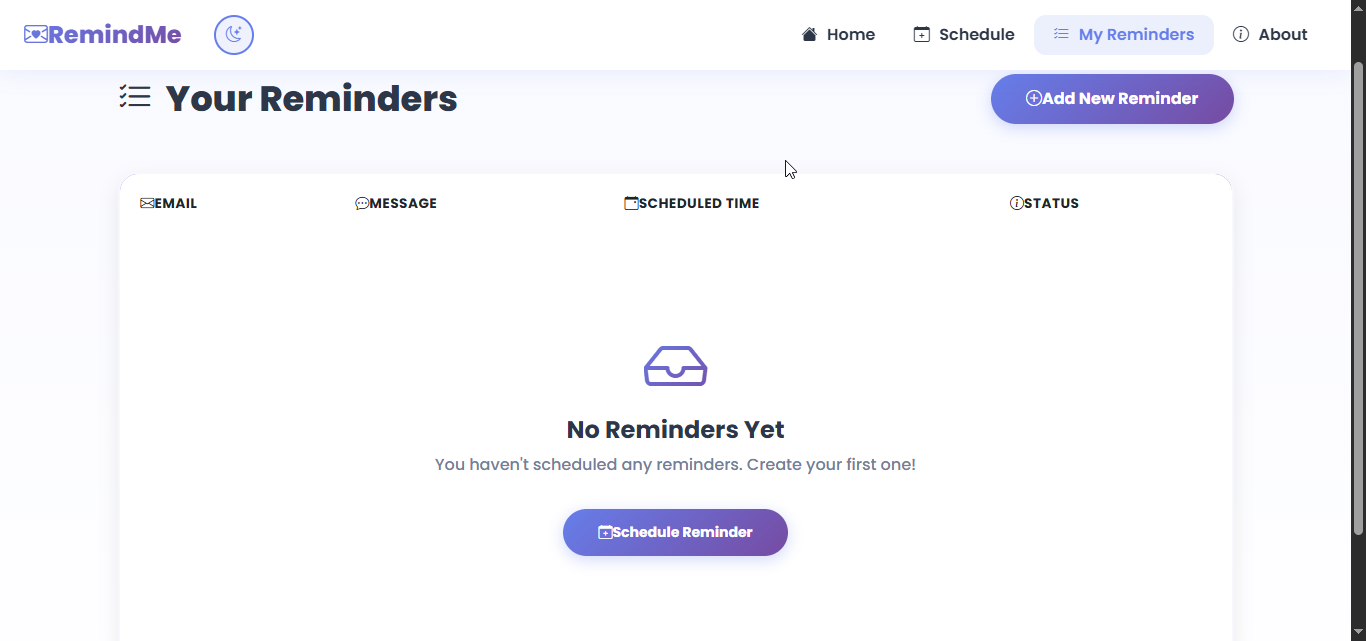 RemindMe
Home Schedule My Reminders About
Your Reminders
Add New Reminder
EMAIL MESSAGE SCHEDULED TIME STATUS
No Reminders Yet
You haven't scheduled any reminders. Create your first one!
Schedule Reminder